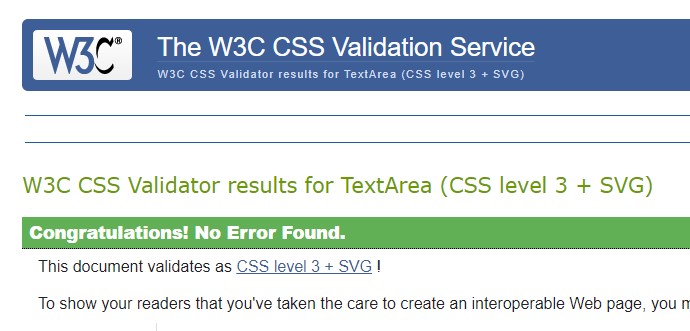 W3C®
The W3C CSS Validation Service
W3C CSS Validator results for TextArea (CSS level 3 + SVG)
W3C CSS Validator results for TextArea (CSS level 3 + SVG)
Congratulations! No Error Found.
This document validates as CSS level 3 + SVG !
To show your readers that you've taken the care to create an interoperable Web page, you